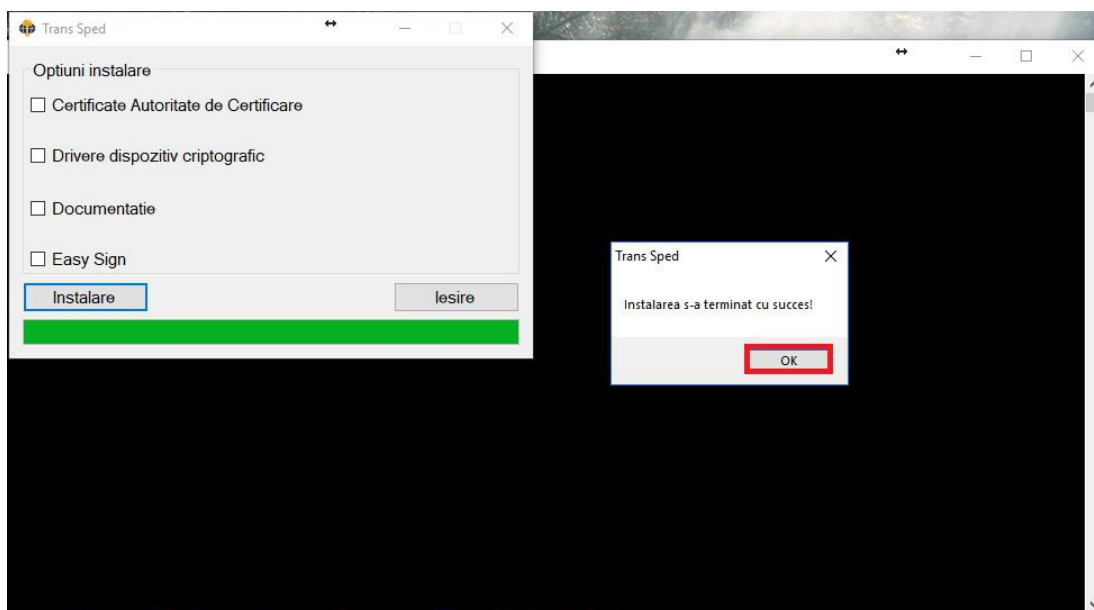 Trans Sped
Optiuni instalare
Certificate Autoritate de Certificare
Drivere dispozitiv criptografic
Documentatie
Easy Sign
Instalare
Iesire
Trans Sped
Instalarea s-a terminat cu succes!
OK